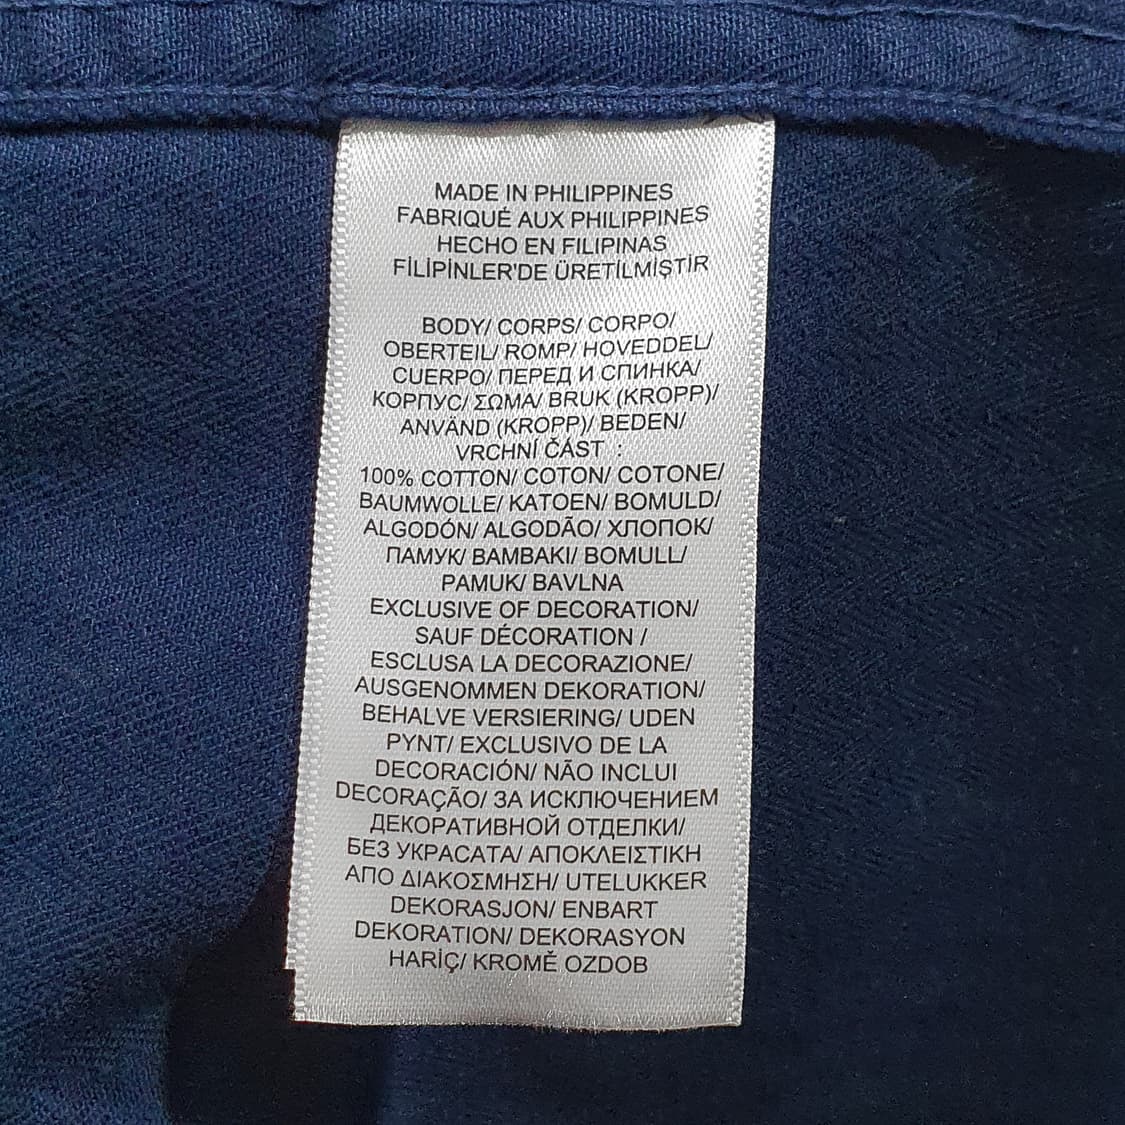 MADE IN PHILIPPINES
FABRIQUÉ AUX PHILIPPINES
HECHO EN FILIPINAS
FİLİPİNLER'DE ÜRETİLMİŞTİR
BODY/ CORPS/ CORPO/
OBERTEIL/ ROMP/ HOVEDDEL/
CUERPO/ ПЕРЕД И СПИНКА/
КОРПУС/ ΣΩΜΑ/ BRUK (KROPP)/
ANVÄND (KROPP)/ BEDEN/
VRCHNÍ ČÁST :
100% COTTON/ COTON/ COTONE/
BAUMWOLLE/ KATOEN/ BOMULD/
ALGODÓN/ ALGODÃO/ ХЛОПОК/
ПАМУК/ BAMBAKI/ BOMULL/
PAMUK/ BAVLNA
EXCLUSIVE OF DECORATION/
SAUF DÉCORATION /
ESCLUSA LA DECORAZIONE/
AUSGENOMMEN DEKORATION/
BEHALVE VERSIERING/ UDEN
PYNT/ EXCLUSIVO DE LA
DECORACIÓN/ NÃO INCLUI
DECORAÇÃO/ ЗА ИСКЛЮЧЕНИЕМ
ДЕКОРАТИВНОЙ ОТДЕЛКИ/
БЕЗ УКРАСАТА/ ΑΠΟΚΛΕΙΣΤΙΚΗ
ΑΠΟ ΔΙΑΚΟΣΜΗΣΗ/ UTELUKKER
DEKORASJON/ ENBART
DEKORATION/ DEKORASYON
HARİÇ/ KROMĚ OZDOB